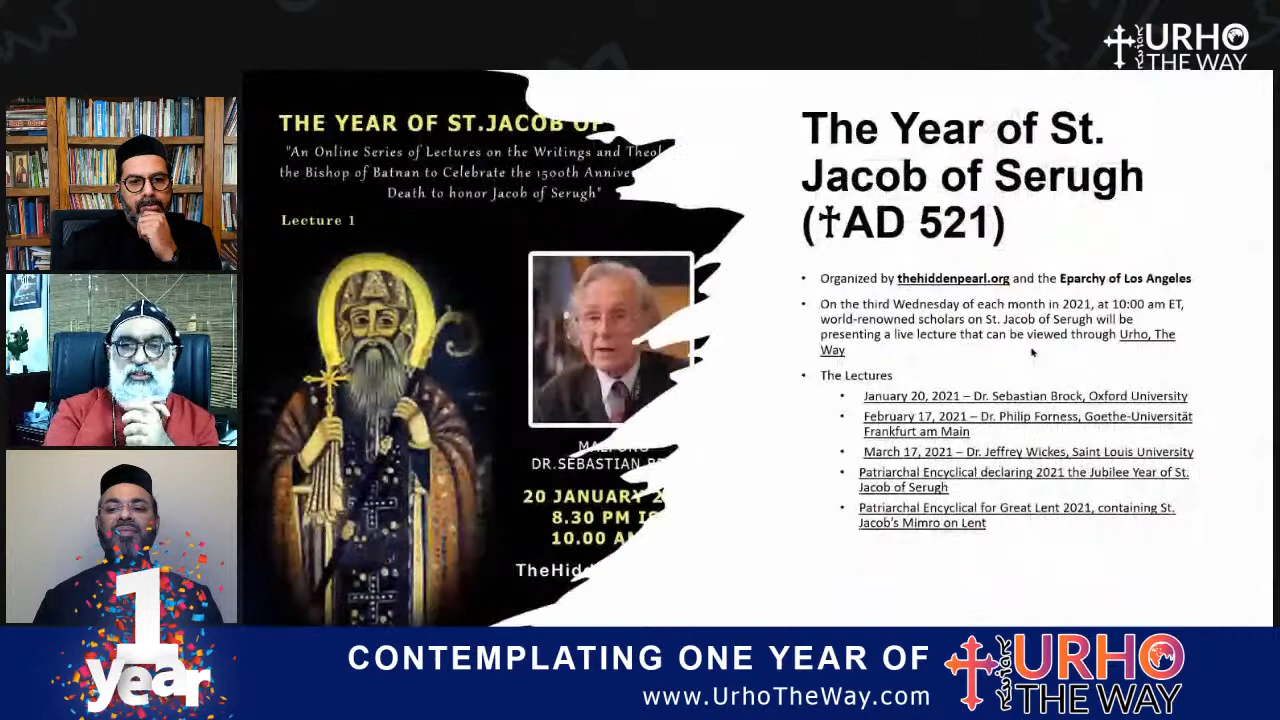 URHO
THE WAY
THE YEAR OF ST.JACOB OF
"An Online Series of Lectures on the Writings and
the Bishop of Batnan to Celebrate the 1500th
Death to honor Jacob of Serugh"
Lecture 1
DR.SEBASTIAN
20 JANUARY
8.30 PM
10.00
The Year of St.
Jacob of Serugh
(†AD 521)
• Organized by thehiddenpearl.org and the Eparchy of Los Angeles
• On the third Wednesday of each month in 2021, at 10:00 am ET,
world-renowned scholars on St. Jacob of Serugh will be
presenting a live lecture that can be viewed through Urho, The
Way
• The Lectures
• January 20, 2021 – Dr. Sebastian Brock, Oxford University
• February 17, 2021 – Dr. Philip Forness, Goethe-Universität
Frankfurt am Main
• March 17, 2021 – Dr. Jeffrey Wickes, Saint Louis University
• Patriarchal Encyclical declaring 2021 the Jubilee Year of St.
Jacob of Serugh
• Patriarchal Encyclical for Great Lent 2021, containing St.
Jacob's Mimro on Lent
1
year
CONTEMPLATING ONE YEAR OF
www.UrhoTheWay.com
URHO
THE WAY